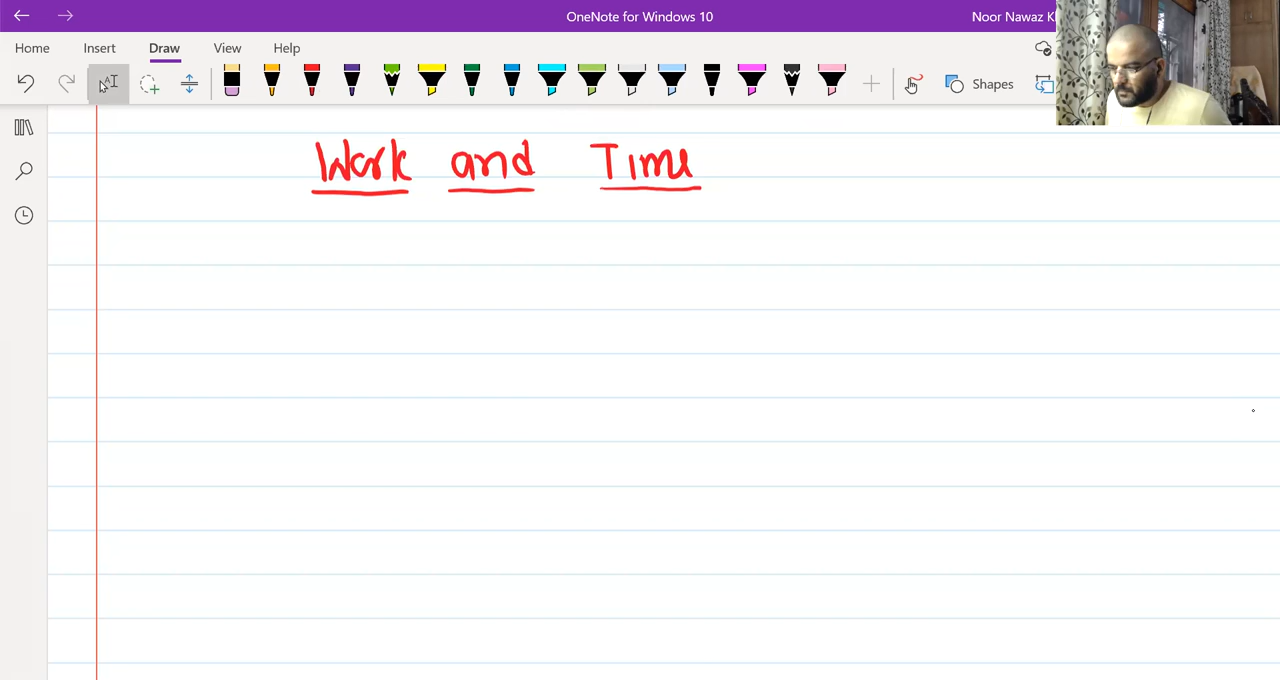 OneNote for Windows 10
Noor Nawaz K
Home Insert Draw View Help
Shapes
Work and Time